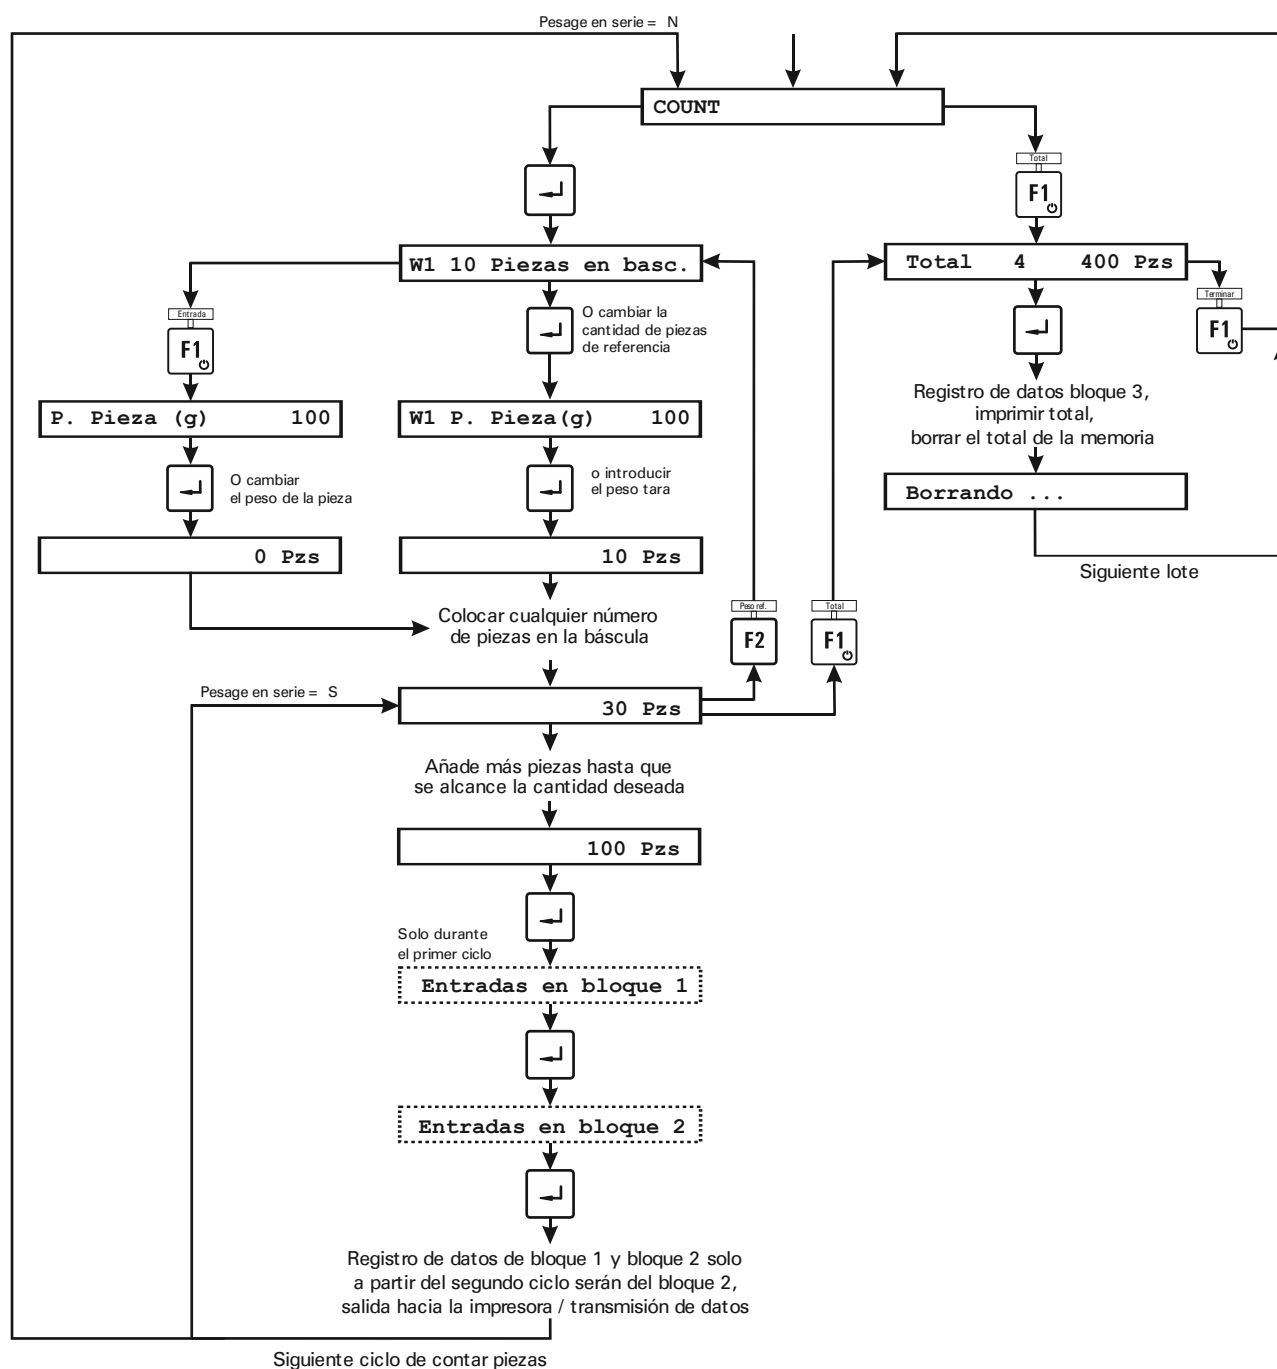 Pesage en serie = N
COUNT
Total
F1
W1 10 Piezas en basc.
Total 4 400 Pzs
Entrada
F1
O cambiar la
cantidad de piezas
de referencia
Terminar
F1
Registro de datos bloque 3,
imprimir total,
borrar el total de la memoria
P. Pieza (g) 100
W1 P. Pieza(g) 100
O cambiar
el peso de la pieza
o introducir
el peso tara
Borrando ...
0 Pzs
10 Pzs
Siguiente lote
Colocar cualquier número
de piezas en la báscula
Peso ref.
F2
Total
F1
Pesage en serie = S
30 Pzs
Añade más piezas hasta que
se alcance la cantidad deseada
100 Pzs
Solo durante
el primer ciclo
Entradas en bloque 1
Entradas en bloque 2
Registro de datos de bloque 1 y bloque 2 solo
a partir del segundo ciclo serán del bloque 2,
salida hacia la impresora / transmisión de datos
Siguiente ciclo de contar piezas